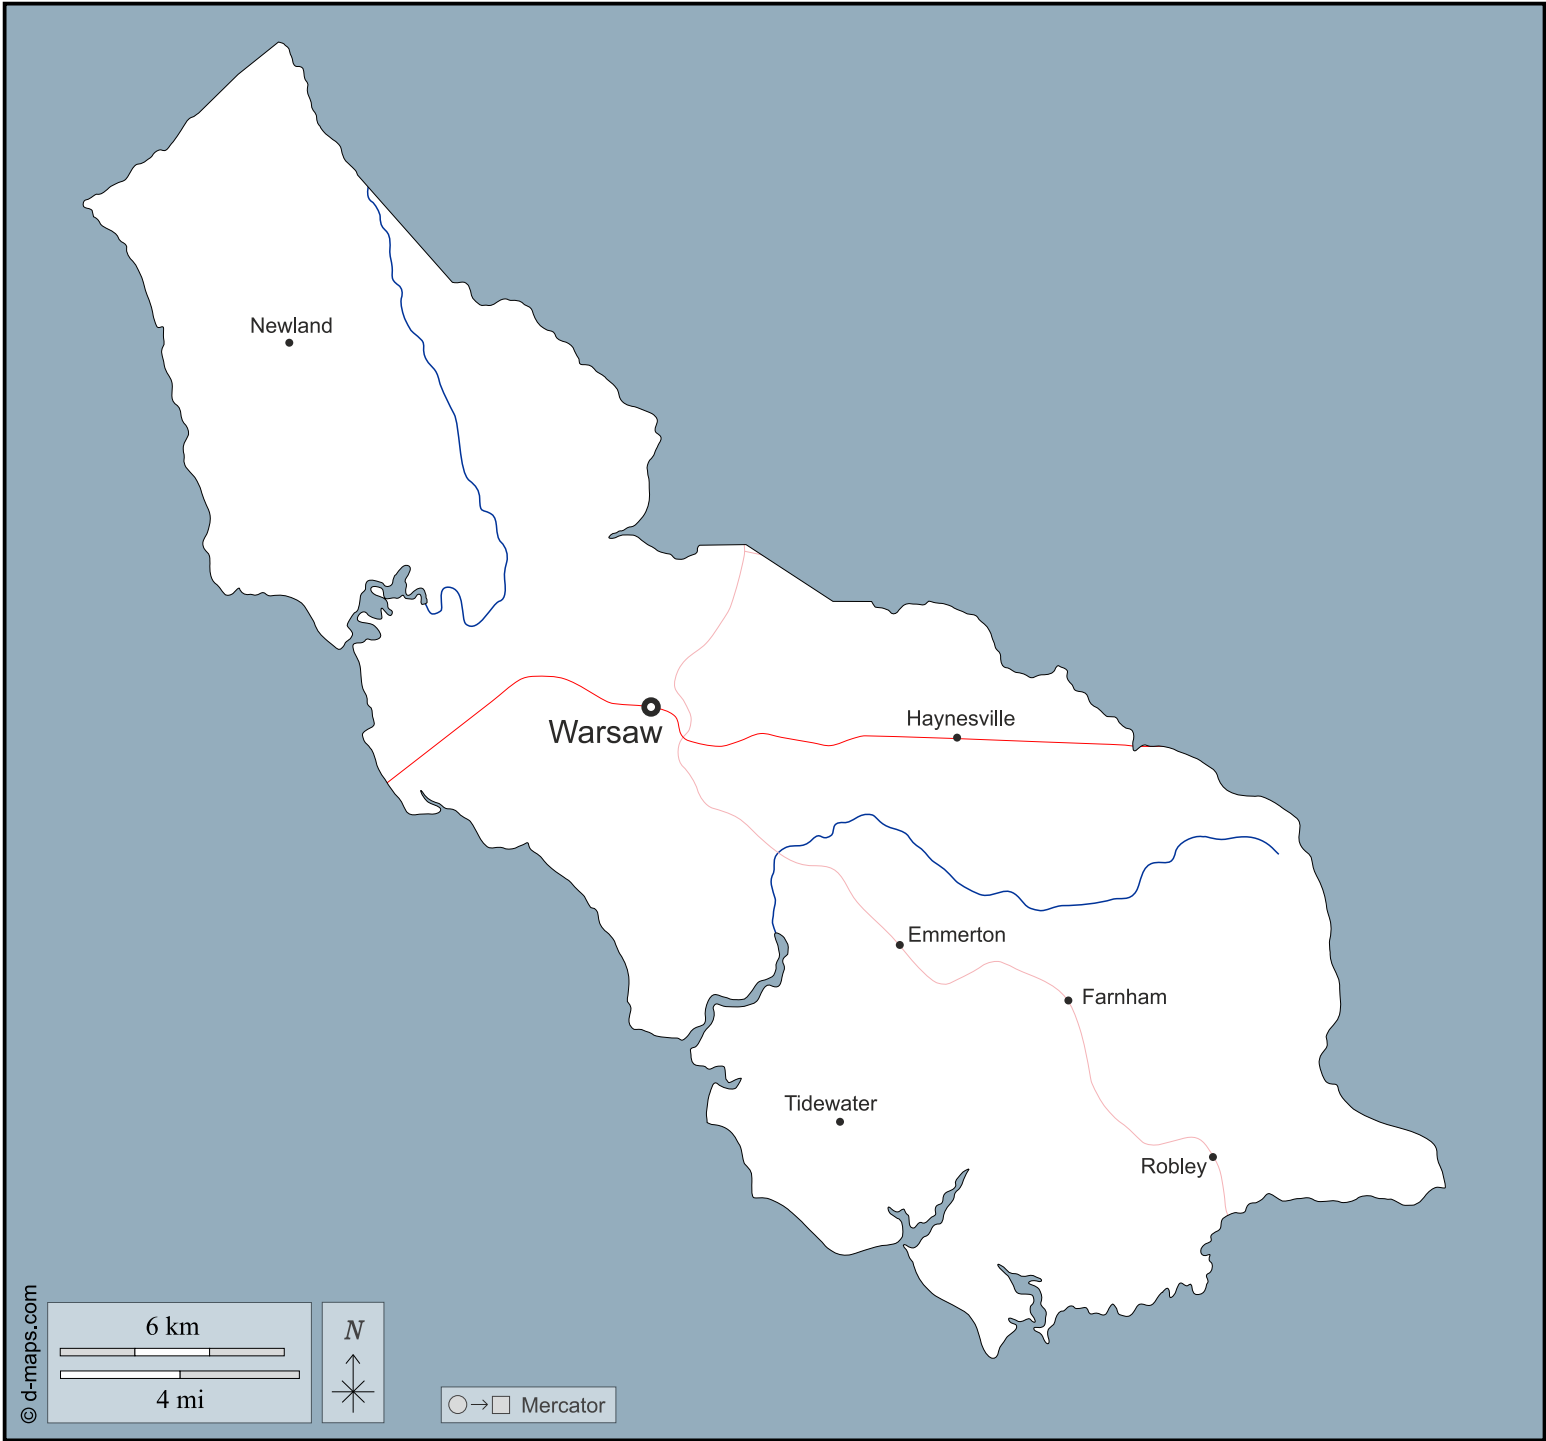 Newland
Warsaw
Haynesville
Emmerton
Farnham
Tidewater
Robley
© d-maps.com
6 km
4 mi
N
Mercator